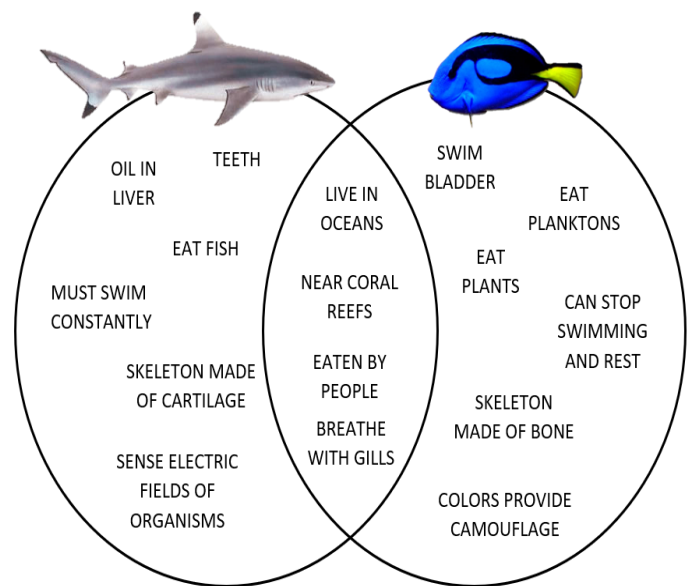 OIL IN
LIVER
TEETH
EAT FISH
MUST SWIM
CONSTANTLY
SKELETON MADE
OF CARTILAGE
SENSE ELECTRIC
FIELDS OF
ORGANISMS
LIVE IN
OCEANS
NEAR CORAL
REEFS
EATEN BY
PEOPLE
BREATHE
WITH GILLS
SWIM
BLADDER
EAT
PLANKTONS
EAT
PLANTS
CAN STOP
SWIMMING
AND REST
SKELETON
MADE OF BONE
COLORS PROVIDE
CAMOUFLAGE